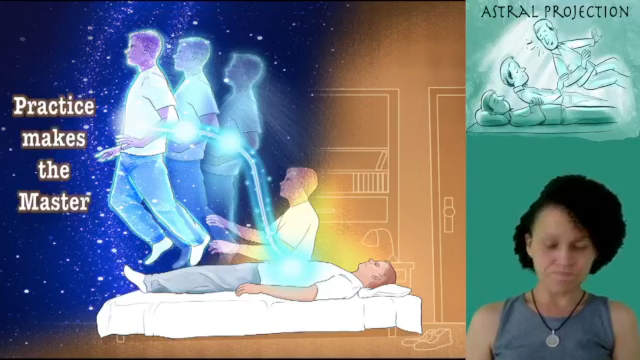 Practice
makes
the
Master
ASTRAL PROJECTION